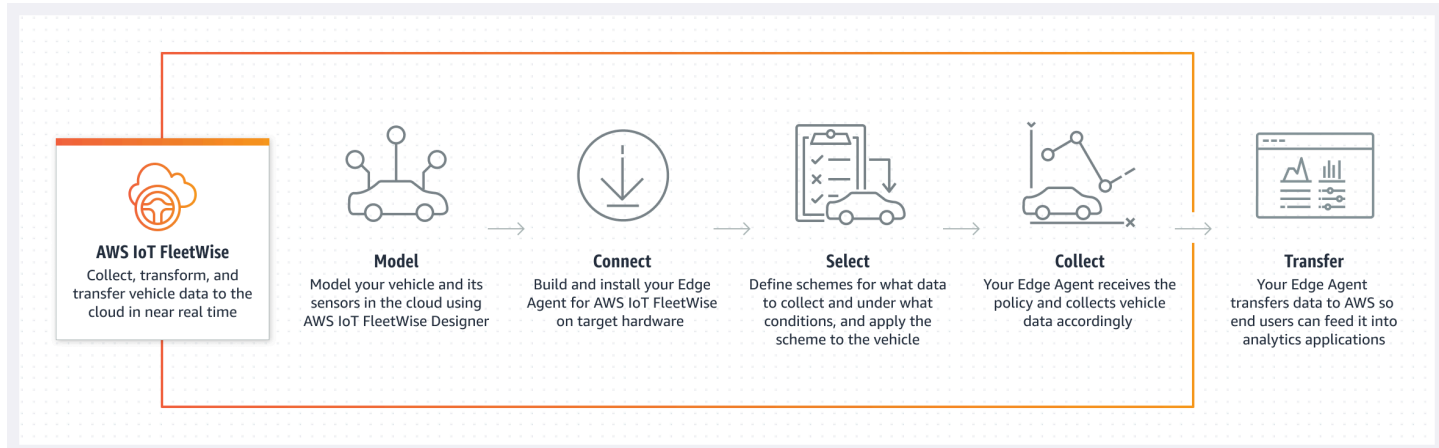 AWS IoT FleetWise
Collect, transform, and
transfer vehicle data to the
cloud in near real time
Model
Model your vehicle and its
sensors in the cloud using
AWS IoT FleetWise Designer
Connect
Build and install your Edge
Agent for AWS IoT FleetWise
on target hardware
Select
Define schemes for what data
to collect and under what
conditions, and apply the
scheme to the vehicle
Collect
Your Edge Agent receives the
policy and collects vehicle
data accordingly
Transfer
Your Edge Agent
transfers data to AWS so
end users can feed it into
analytics applications